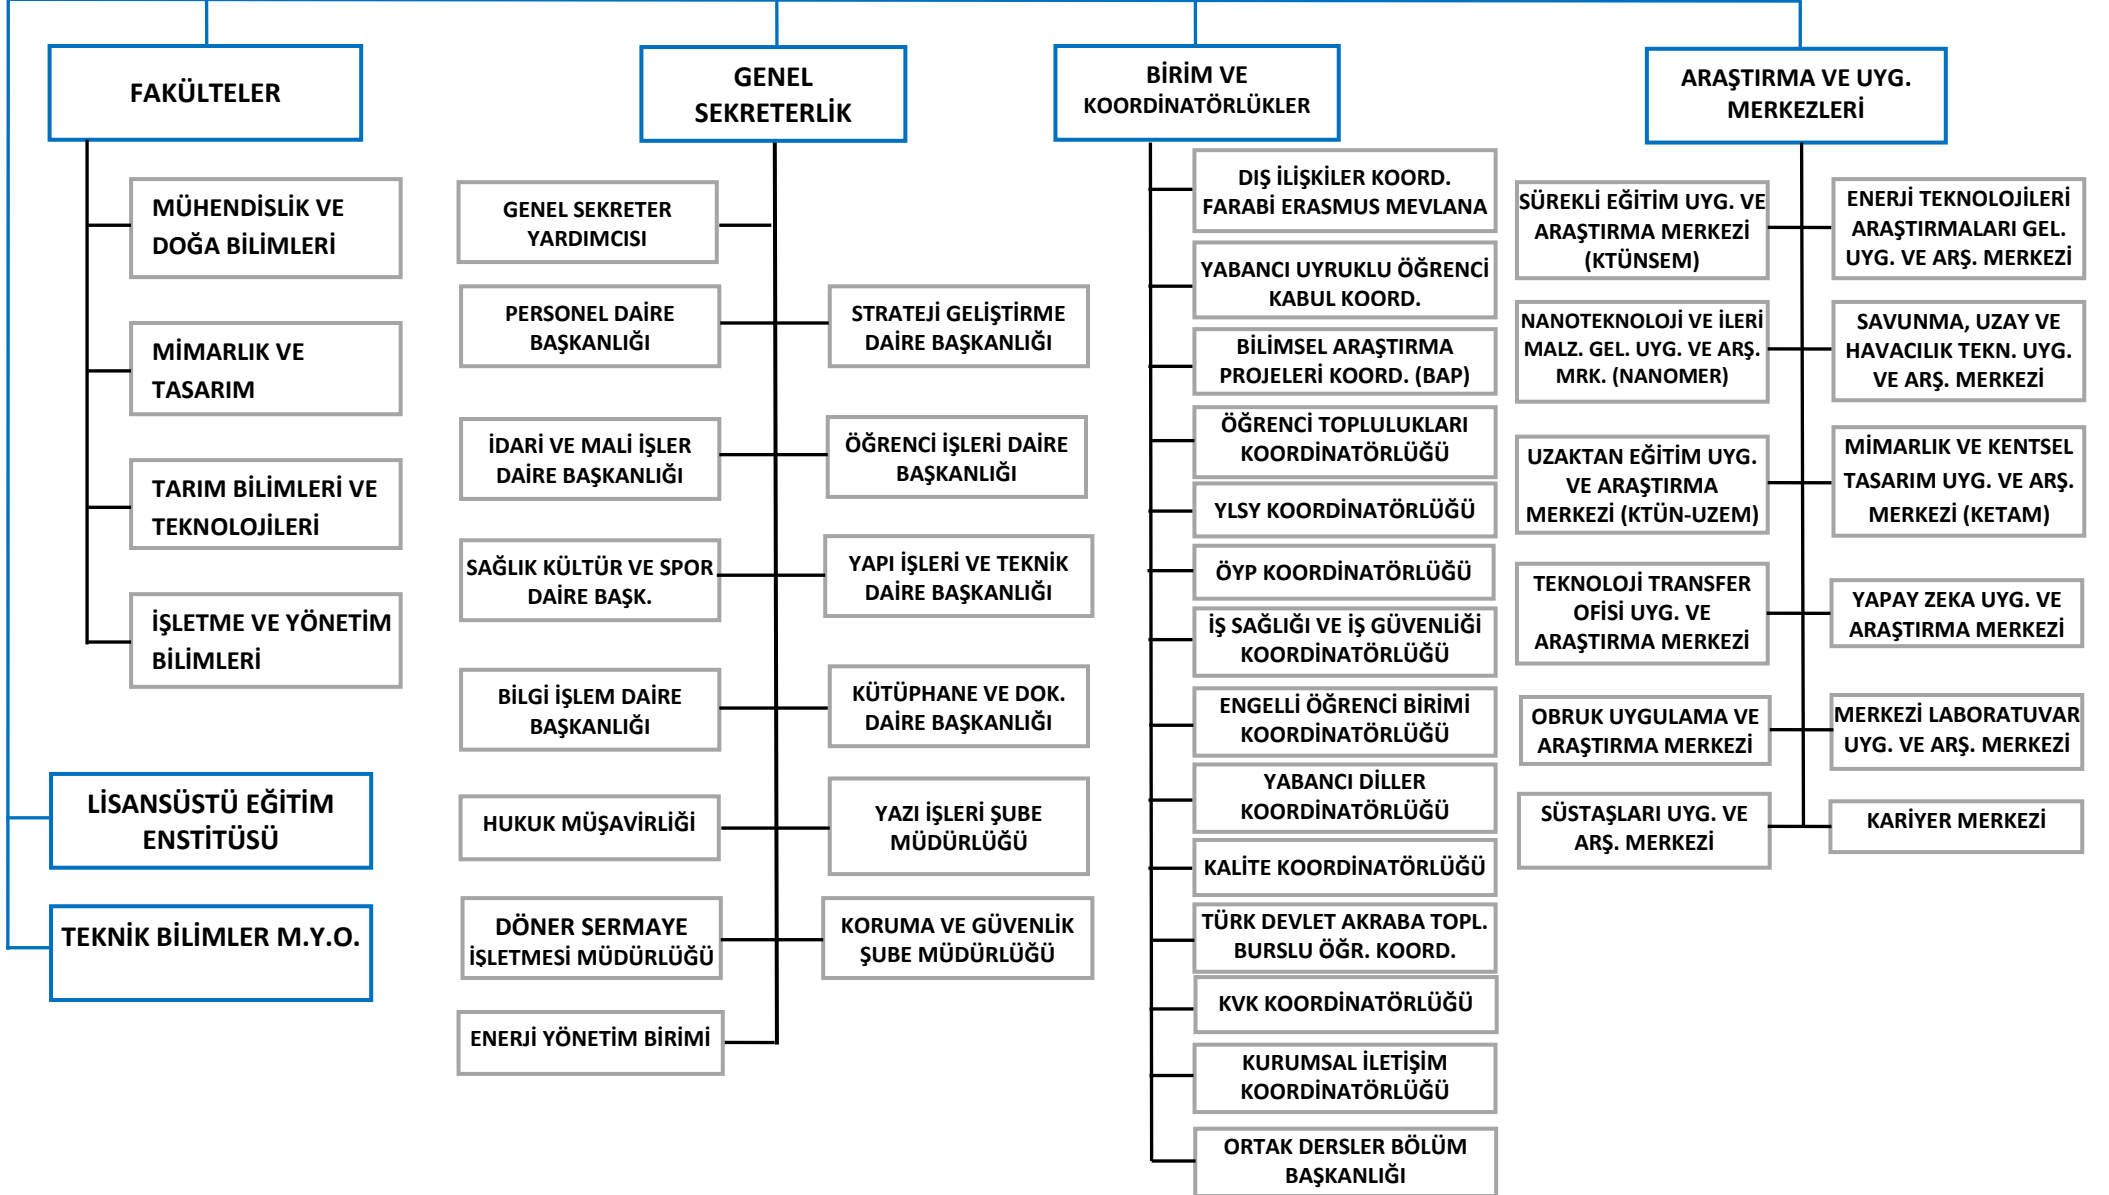 FAKÜLTELER
MÜHENDİSLİK VE
DOĞA BİLİMLERİ
MİMARLIK VE
TASARIM
TARIM BİLİMLERİ VE
TEKNOLOJİLERİ
İŞLETME VE YÖNETİM
BİLİMLERİ
LİSANSÜSTÜ EĞİTİM
ENSTİTÜSÜ
TEKNİK BİLİMLER M.Y.O.
GENEL
SEKRETERLİK
GENEL SEKRETER
YARDIMCISI
PERSONEL DAİRE
BAŞKANLIĞI
STRATEJİ GELİŞTİRME
DAİRE BAŞKANLIĞI
İDARİ VE MALİ İŞLER
DAİRE BAŞKANLIĞI
ÖĞRENCİ İŞLERİ DAİRE
BAŞKANLIĞI
SAĞLIK KÜLTÜR VE SPOR
DAİRE BAŞK.
YAPI İŞLERİ VE TEKNİK
DAİRE BAŞKANLIĞI
BİLGİ İŞLEM DAİRE
BAŞKANLIĞI
KÜTÜPHANE VE DOK.
DAİRE BAŞKANLIĞI
HUKUK MÜŞAVİRLİĞİ
YAZI İŞLERİ ŞUBE
MÜDÜRLÜĞÜ
DÖNER SERMAYE
İŞLETMESİ MÜDÜRLÜĞÜ
KORUMA VE GÜVENLİK
ŞUBE MÜDÜRLÜĞÜ
ENERJİ YÖNETİM BİRİMİ
BİRİM VE
KOORDİNATÖRLÜKLER
DIŞ İLİŞKİLER KOORD.
FARABİ ERASMUS MEVLANA
YABANCI UYRUKLU ÖĞRENCİ
KABUL KOORD.
BİLİMSEL ARAŞTIRMA
PROJELERİ KOORD. (BAP)
ÖĞRENCİ TOPLULUKLARI
KOORDİNATÖRLÜĞÜ
YLSY KOORDİNATÖRLÜĞÜ
ÖYP KOORDİNATÖRLÜĞÜ
İŞ SAĞLIĞI VE İŞ GÜVENLİĞİ
KOORDİNATÖRLÜĞÜ
ENGELLİ ÖĞRENCİ BİRİMİ
KOORDİNATÖRLÜĞÜ
YABANCI DİLLER
KOORDİNATÖRLÜĞÜ
KALİTE KOORDİNATÖRLÜĞÜ
TÜRK DEVLET AKRABA TOPL.
BURSLU ÖĞR. KOORD.
KVK KOORDİNATÖRLÜĞÜ
KURUMSAL İLETİŞİM
KOORDİNATÖRLÜĞÜ
ORTAK DERSLER BÖLÜM
BAŞKANLIĞI
ARAŞTIRMA VE UYG.
MERKEZLERİ
SÜREKLİ EĞİTİM UYG. VE
ARAŞTIRMA MERKEZİ
(KTÜNSEM)
ENERJİ TEKNOLOJİLERİ
ARAŞTIRMALARI GEL.
UYG. VE ARŞ. MERKEZİ
NANOTEKNOLOJİ VE İLERİ
MALZ. GEL. UYG. VE ARŞ.
MRK. (NANOMER)
SAVUNMA, UZAY VE
HAVACILIK TEKN. UYG.
VE ARŞ. MERKEZİ
UZAKTAN EĞİTİM UYG.
VE ARAŞTIRMA
MERKEZİ (KTÜN-UZEM)
MİMARLIK VE KENTSEL
TASARIM UYG. VE ARŞ.
MERKEZİ (KETAM)
TEKNOLOJİ TRANSFER
OFİSİ UYG. VE
ARAŞTIRMA MERKEZİ
YAPAY ZEKA UYG. VE
ARAŞTIRMA MERKEZİ
OBRUK UYGULAMA VE
ARAŞTIRMA MERKEZİ
MERKEZİ LABORATUVAR
UYG. VE ARŞ. MERKEZİ
SÜSTAŞLARI UYG. VE
ARŞ. MERKEZİ
KARİYER MERKEZİ